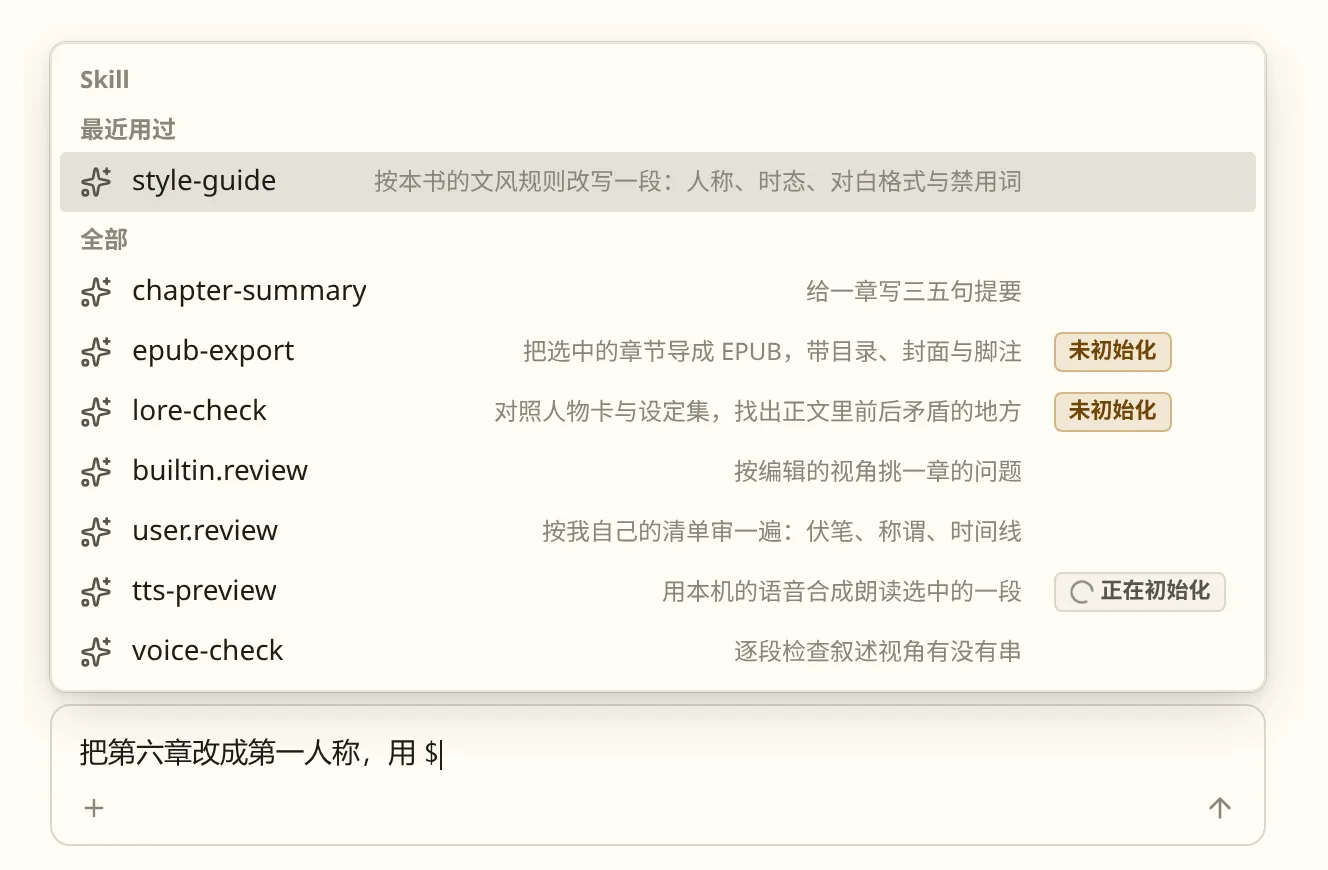 Skill
最近用过
style-guide 按本书的文风规则改写一段：人称、时态、对白格式与禁用词
全部
chapter-summary 给一章写三五句提要
epub-export 把选中的章节导成 EPUB，带目录、封面与脚注 未初始化
lore-check 对照人物卡与设定集，找出正文里前后矛盾的地方 未初始化
builtin.review 按编辑的视角挑一章的问题
user.review 按我自己的清单审一遍：伏笔、称谓、时间线
tts-preview 用本机的语音合成朗读选中的一段 正在初始化
voice-check 逐段检查叙述视角有没有串
把第六章改成第一人称，用 $